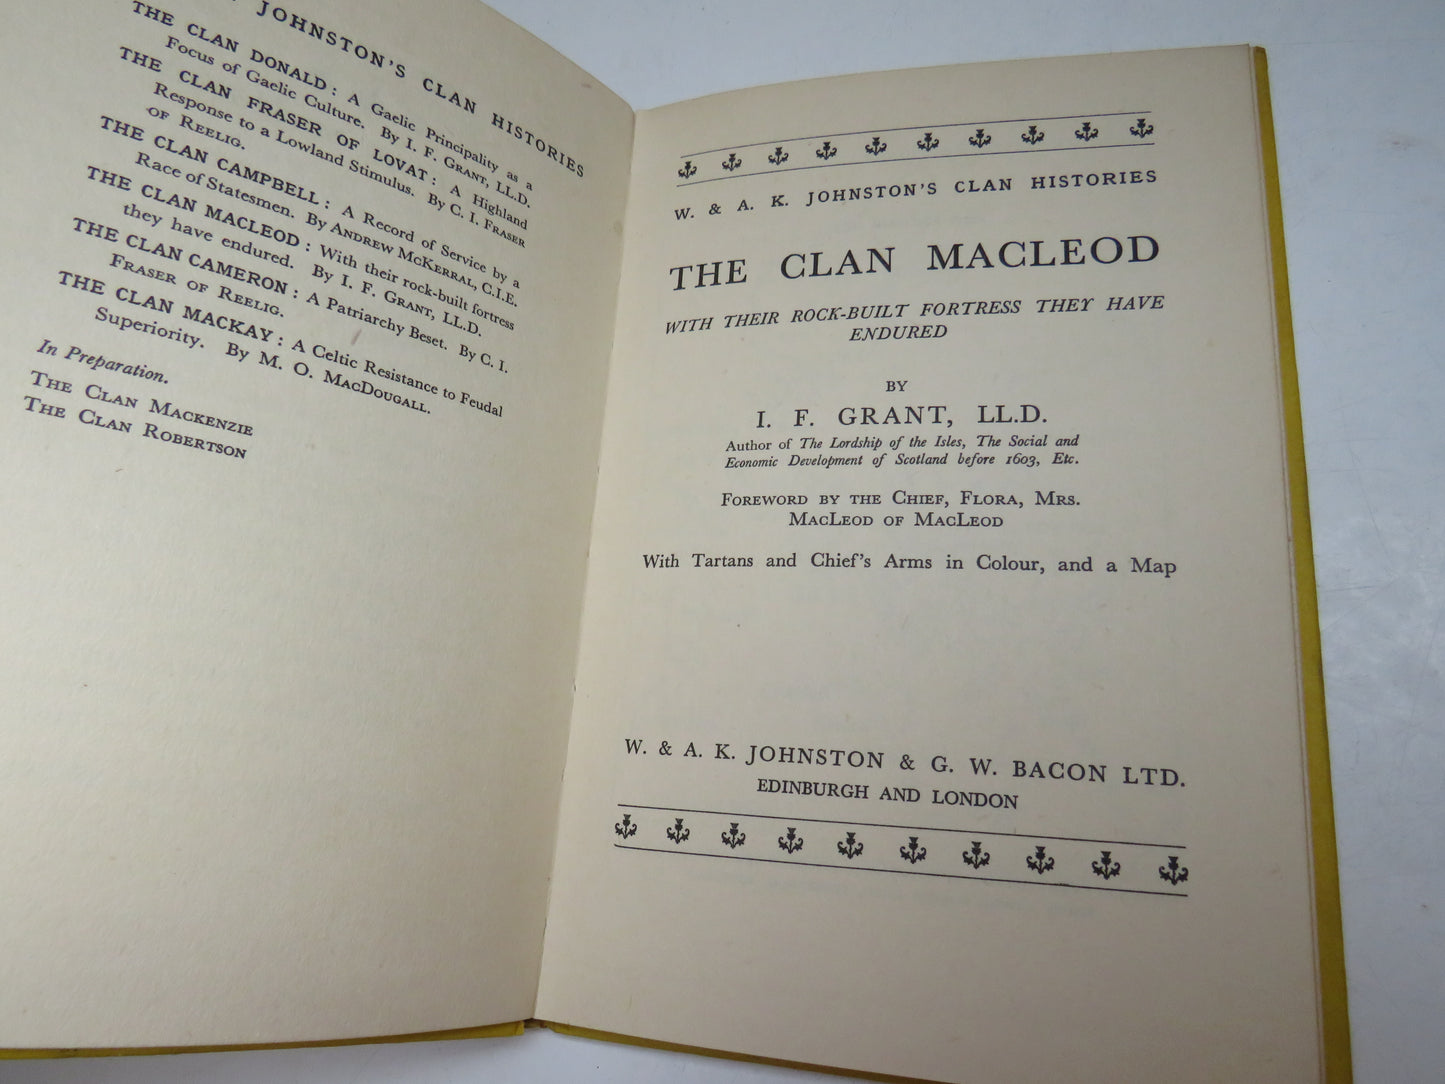 JOHNSTON'S CLAN HISTORIES
THE CLAN DONALD: A Gaelic Principality as a
Focus of Gaelic Culture. By I. F. GRANT, LL.D.
THE CLAN FRASER OF LOVAT: A Highland
Response to a Lowland Stimulus. By C. I. FRASER
OF REELIG.
THE CLAN CAMPBELL: A Record of Service by a
Race of Statesmen. By ANDREW MCKERRAL, C.I.E.
THE CLAN MACLEOD: With their rock-built fortress
they have endured. By I. F. GRANT, LL.D.
THE CLAN CAMERON: A Patriarchy Beset. By C. I.
FRASER OF REELIG.
THE CLAN MACKAY: A Celtic Resistance to Feudal
Superiority. By M. O. MACDOUGALL.
In Preparation.
THE CLAN MACKENZIE
THE CLAN ROBERTSON
W. & A. K. JOHNSTON'S CLAN HISTORIES
THE CLAN MACLEOD
WITH THEIR ROCK-BUILT FORTRESS THEY HAVE
ENDURED
BY
I. F. GRANT, LL.D.
Author of The Lordship of the Isles, The Social and
Economic Development of Scotland before 1603, Etc.
FOREWORD BY THE CHIEF, FLORA, MRS.
MACLEOD OF MACLEOD
With Tartans and Chief's Arms in Colour, and a Map
W. & A. K. JOHNSTON & G. W. BACON LTD.
EDINBURGH AND LONDON